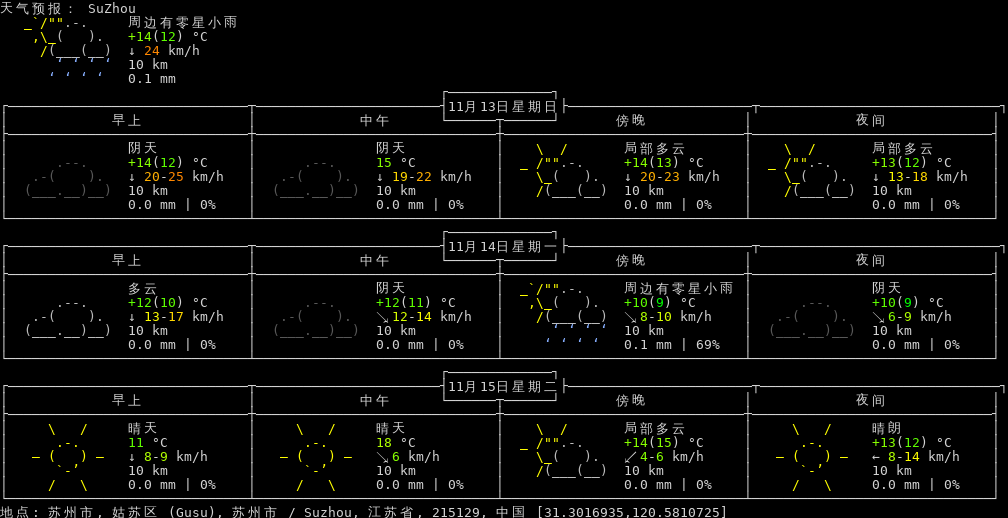 天气预报: SuZhou
周边有零星小雨
+14(12) °C
↓ 24 km/h
10 km
0.1 mm
11月13日星期日
早上 中午 傍晚 夜间
阴天 阴天 局部多云 局部多云
+14(12) °C 15 °C +14(13) °C +13(12) °C
↓ 20-25 km/h ↓ 19-22 km/h ↓ 20-23 km/h ↓ 13-18 km/h
10 km 10 km 10 km 10 km
0.0 mm | 0% 0.0 mm | 0% 0.0 mm | 0% 0.0 mm | 0%
11月14日星期一
早上 中午 傍晚 夜间
多云 阴天 周边有零星小雨 阴天
+12(10) °C +12(11) °C +10(9) °C +10(9) °C
↓ 13-17 km/h ↘ 12-14 km/h ↘ 8-10 km/h ↘ 6-9 km/h
10 km 10 km 10 km 10 km
0.0 mm | 0% 0.0 mm | 0% 0.1 mm | 69% 0.0 mm | 0%
11月15日星期二
早上 中午 傍晚 夜间
晴天 晴天 局部多云 晴朗
11 °C 18 °C +14(15) °C +13(12) °C
↓ 8-9 km/h ↘ 6 km/h ↙ 4-6 km/h ← 8-14 km/h
10 km 10 km 10 km 10 km
0.0 mm | 0% 0.0 mm | 0% 0.0 mm | 0% 0.0 mm | 0%
地点: 苏州市, 姑苏区 (Gusu), 苏州市 / Suzhou, 江苏省, 215129, 中国 [31.3016935,120.5810725]